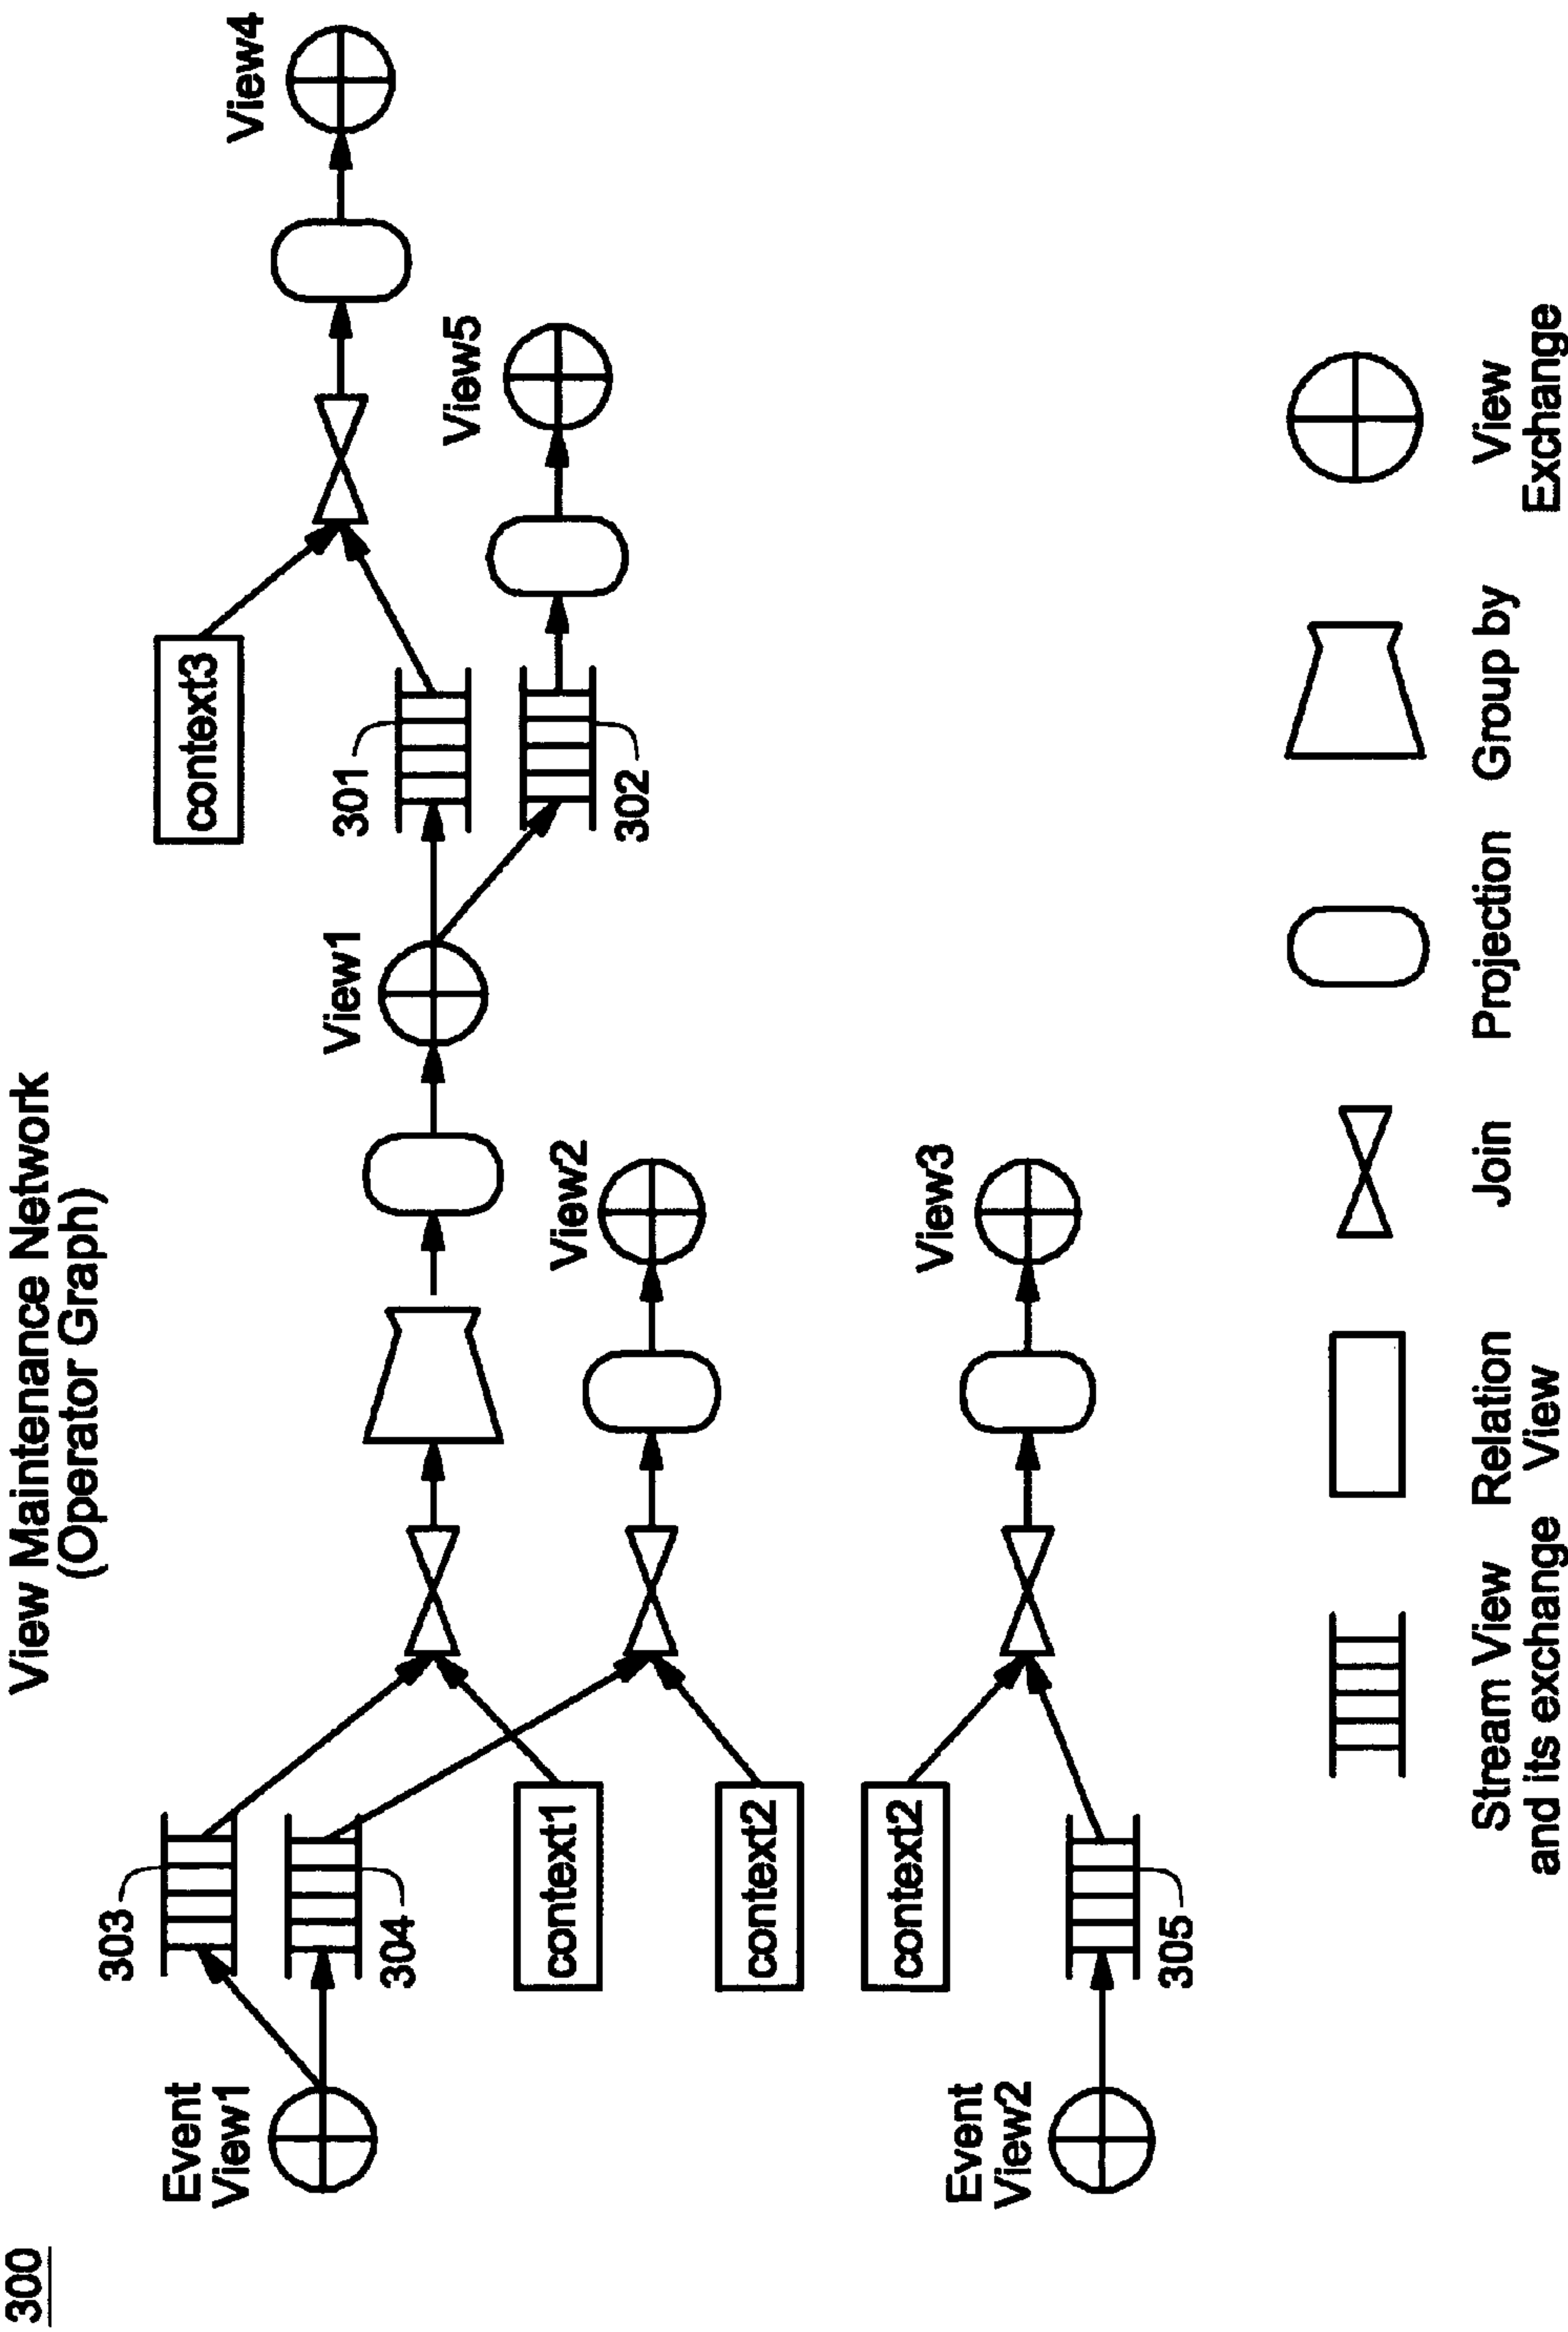 300
View Maintenance Network
(Operator Graph)
Event
View1
303
304
context1
context2
View1
View2
context3
301
302
View4
View5
Event
View2
context2
305
View3
Stream View
and its exchange
Relation
View
Join
Projection
Group by
View
Exchange